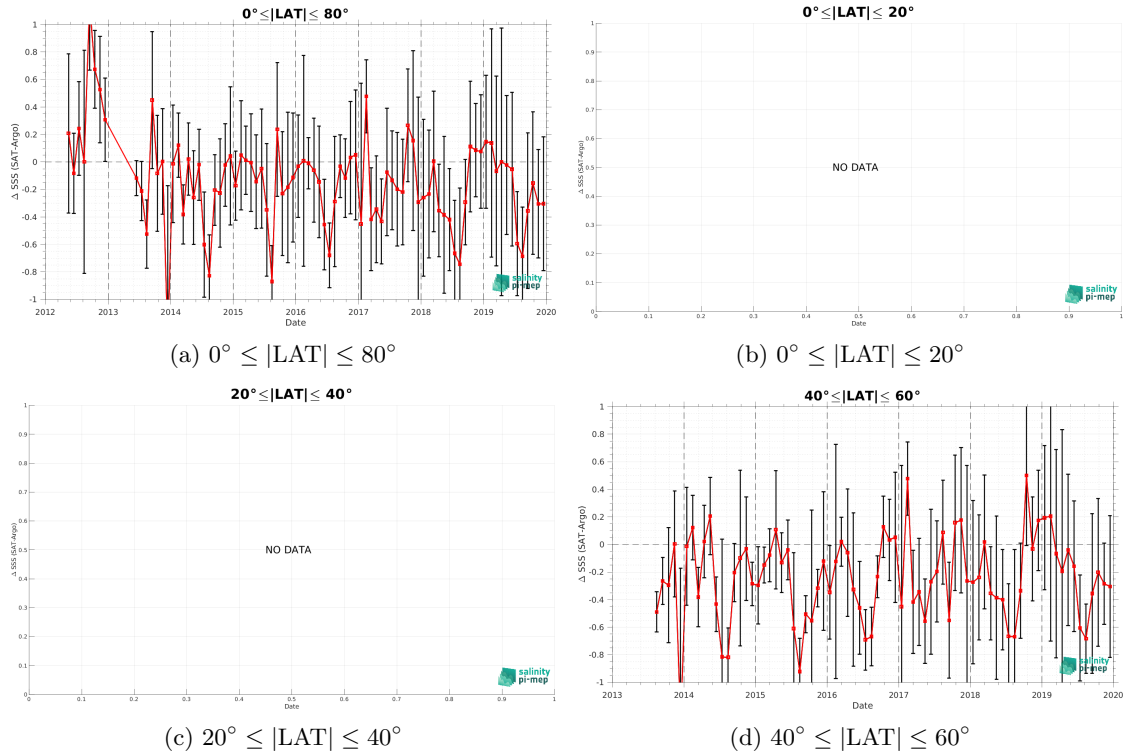 0°≤|LAT|≤ 80°
1
0.8
0.6
0.4
0.2
0
-0.2
-0.4
-0.6
-0.8
-1
Δ SSS (SAT-Argo)
2012 2013 2014 2015 2016 2017 2018 2019 2020
Date
salinity
pi-mep
(a) 0° ≤ |LAT| ≤ 80°
0°≤|LAT|≤ 20°
1
0.9
0.8
0.7
0.6
0.5
0.4
0.3
0.2
0.1
0
Δ SSS (SAT-Argo)
NO DATA
0 0.1 0.2 0.3 0.4 0.5 0.6 0.7 0.8 0.9 1
Date
salinity
pi-mep
(b) 0° ≤ |LAT| ≤ 20°
20°≤|LAT|≤ 40°
1
0.9
0.8
0.7
0.6
0.5
0.4
0.3
0.2
0.1
0
Δ SSS (SAT-Argo)
NO DATA
0 0.1 0.2 0.3 0.4 0.5 0.6 0.7 0.8 0.9 1
Date
salinity
pi-mep
(c) 20° ≤ |LAT| ≤ 40°
40°≤|LAT|≤ 60°
1
0.8
0.6
0.4
0.2
0
-0.2
-0.4
-0.6
-0.8
-1
Δ SSS (SAT-Argo)
2013 2014 2015 2016 2017 2018 2019 2020
Date
salinity
pi-mep
(d) 40° ≤ |LAT| ≤ 60°